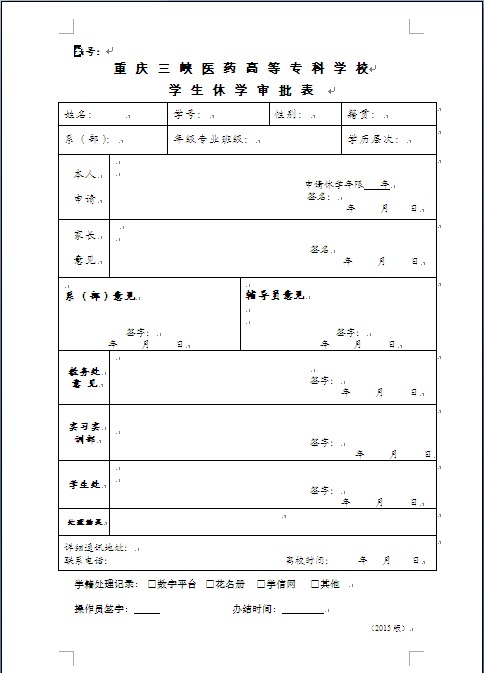 表号：
重 庆 三 峡 医 药 高 等 专 科 学 校
学 生 休 学 审 批 表
姓名： 学号： 性别： 籍贯：
系（部）： 年级专业班级： 学历层次：
本人
申请
申请休学年限 年
签名：
年 月 日
家长
意见
签名
年 月 日
系（部）意见
签字：
年 月 日
辅导员意见
签字：
年 月 日
教务处
意 见
签字：
年 月 日
实习实
训部
签字：
年 月 日
学生处
签字：
年 月 日
处理结果
详细通讯地址：
联系电话： 离校时间： 年 月 日
学籍处理记录： □数字平台 □花名册 □学信网 □其他
操作员签字： 办结时间：
（2015 版）